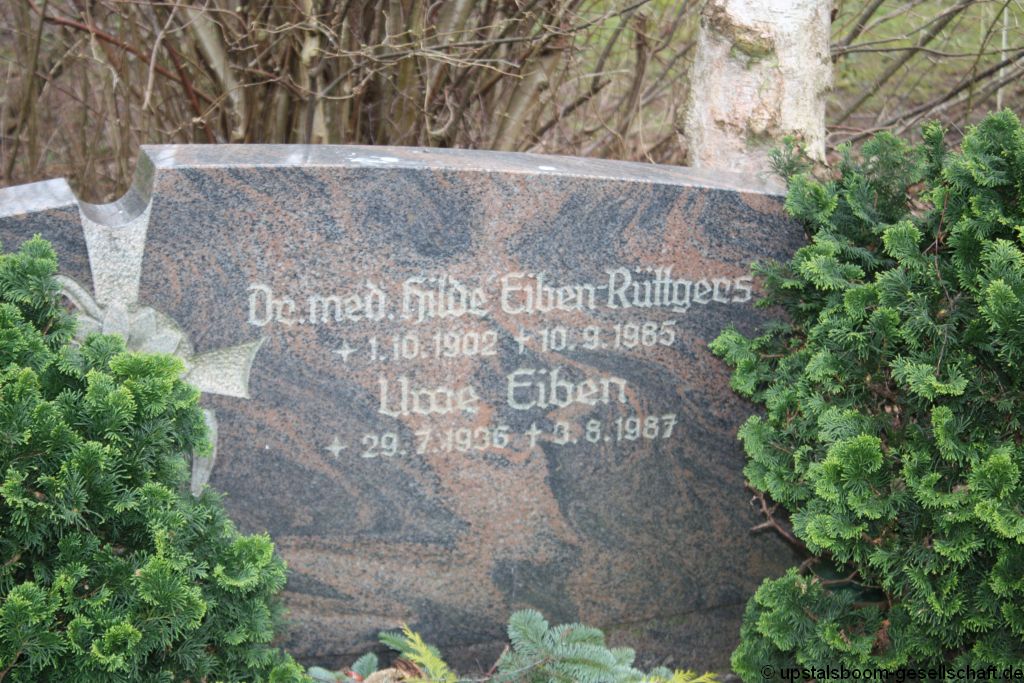 Dr. med. Hilde Eiben-Rüttgers
✦ 1.10.1902 ✝ 10.9.1985
Uwe Eiben
✦ 29.7.1936 ✝ 3.8.1987
© upstalsboom-gesellschaft.de